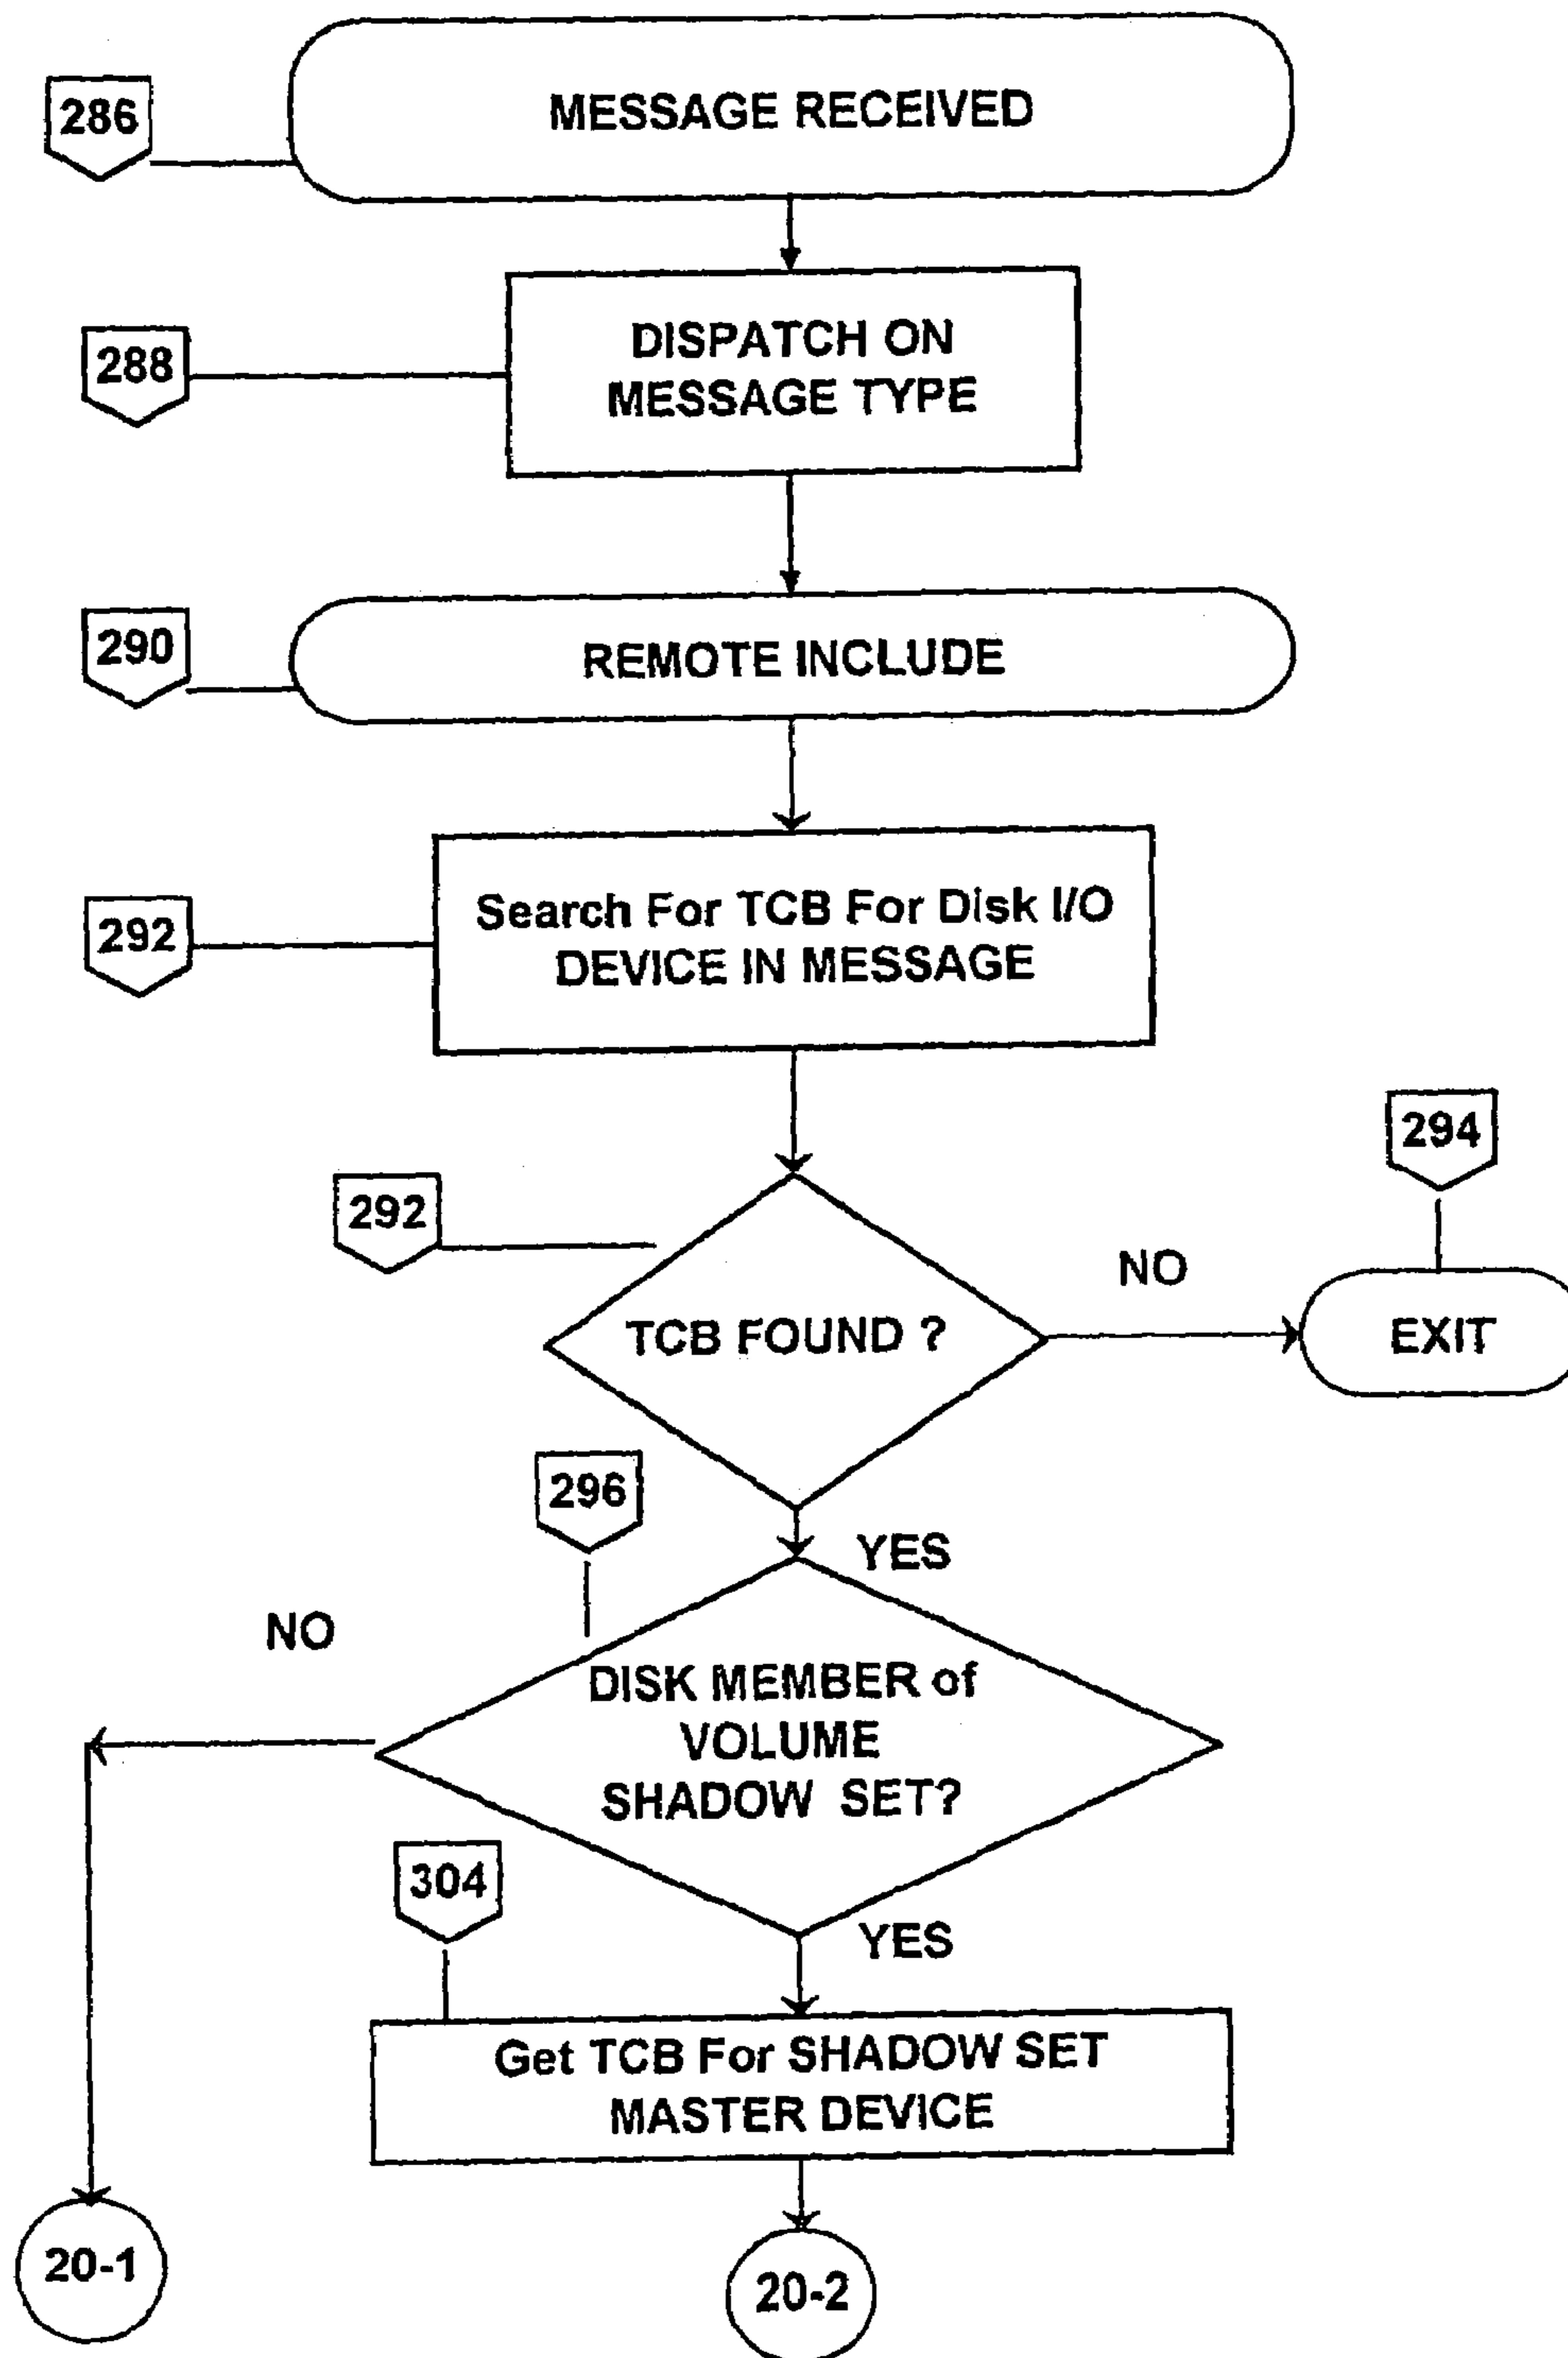 286
MESSAGE RECEIVED
288
DISPATCH ON
MESSAGE TYPE
290
REMOTE INCLUDE
292
Search For TCB For Disk I/O
DEVICE IN MESSAGE
294
292
NO
TCB FOUND ?
EXIT
296
YES
NO
DISK MEMBER of
VOLUME
SHADOW SET?
304
YES
Get TCB For SHADOW SET
MASTER DEVICE
20-1
20-2